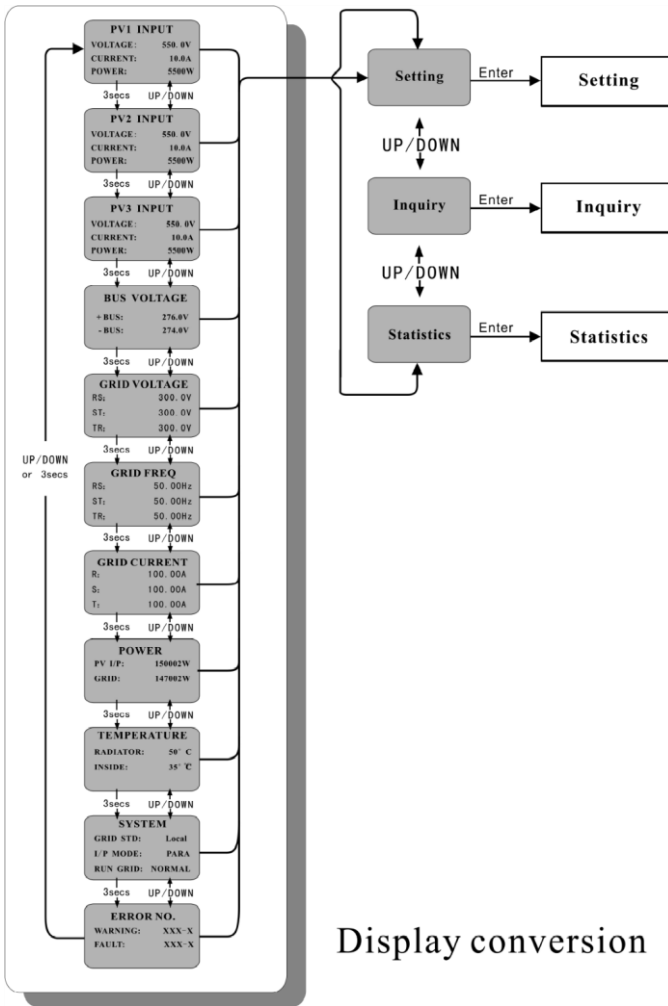 PV1 INPUT
VOLTAGE: 550.0V
CURRENT: 10.0A
POWER: 5500W
3secs UP/DOWN
PV2 INPUT
VOLTAGE: 550.0V
CURRENT: 10.0A
POWER: 5500W
3secs UP/DOWN
PV3 INPUT
VOLTAGE: 550.0V
CURRENT: 10.0A
POWER: 5500W
3secs UP/DOWN
BUS VOLTAGE
+BUS: 276.0V
-BUS: 274.0V
3secs UP/DOWN
GRID VOLTAGE
RS: 300.0V
ST: 300.0V
TR: 300.0V
3secs UP/DOWN
GRID FREQ
RS: 50.00Hz
ST: 50.00Hz
TR: 50.00Hz
3secs UP/DOWN
GRID CURRENT
R: 100.00A
S: 100.00A
T: 100.00A
3secs UP/DOWN
POWER
PV I/P: 150002W
GRID: 147002W
3secs UP/DOWN
TEMPERATURE
RADIATOR: 50° C
INSIDE: 35° ℃
3secs UP/DOWN
SYSTEM
GRID STD: Local
I/P MODE: PARA
RUN GRID: NORMAL
3secs UP/DOWN
ERROR NO.
WARNING: XXX-X
FAULT: XXX-X
UP/DOWN
or 3secs
Setting Enter Setting
UP/DOWN
Inquiry Enter Inquiry
UP/DOWN
Statistics Enter Statistics
Display conversion